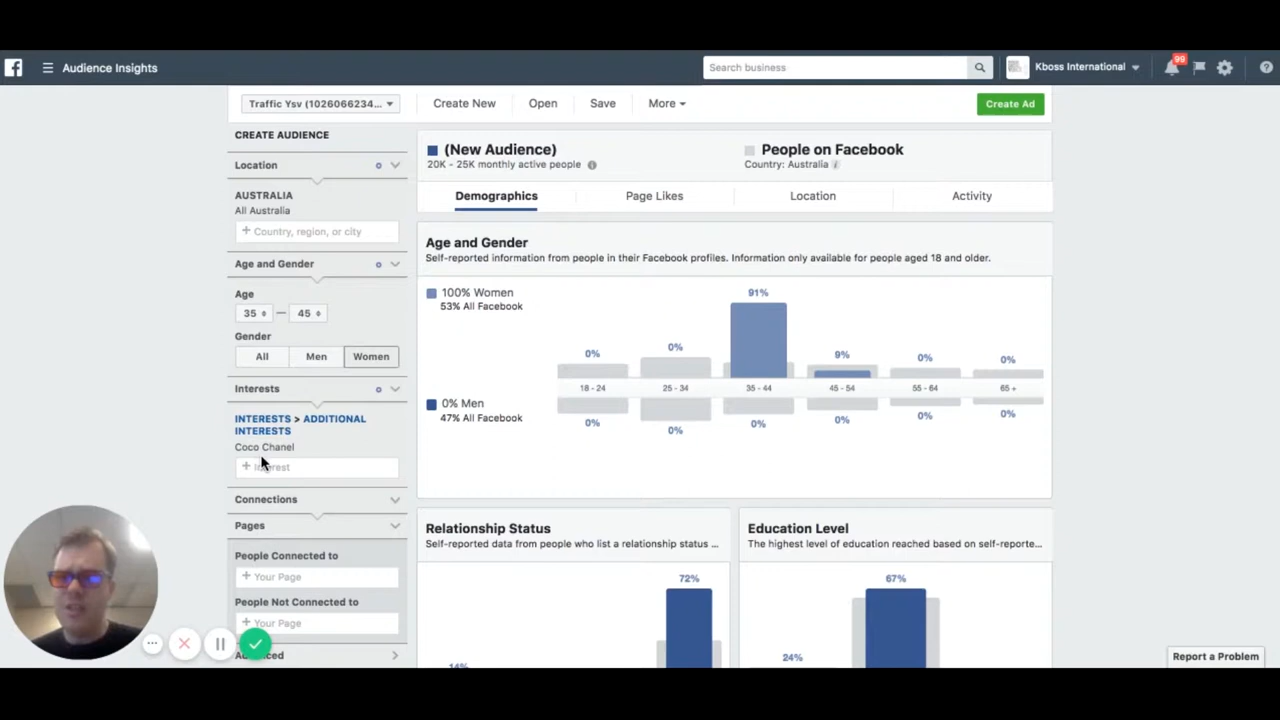 Audience Insights
Search business
Kboss International
99
Traffic Ysv (1026066234...
Create New
Open
Save
More
Create Ad
CREATE AUDIENCE
Location
AUSTRALIA
All Australia
+ Country, region, or city
Age and Gender
Age
35 — 45
Gender
All
Men
Women
Interests
INTERESTS > ADDITIONAL
INTERESTS
Coco Chanel
+ Interest
Connections
Pages
People Connected to
+ Your Page
People Not Connected to
+ Your Page
(New Audience)
20K - 25K monthly active people
People on Facebook
Country: Australia
Demographics
Page Likes
Location
Activity
Age and Gender
Self-reported information from people in their Facebook profiles. Information only available for people aged 18 and older.
100% Women
53% All Facebook
0% 0% 91% 9% 0% 0%
18 - 24 25 - 34 35 - 44 45 - 54 55 - 64 65 +
0% Men
47% All Facebook
0% 0% 0% 0% 0% 0%
Relationship Status
Self-reported data from people who list a relationship status ...
72%
14%
Education Level
The highest level of education reached based on self-reporte...
67%
24%
Report a Problem